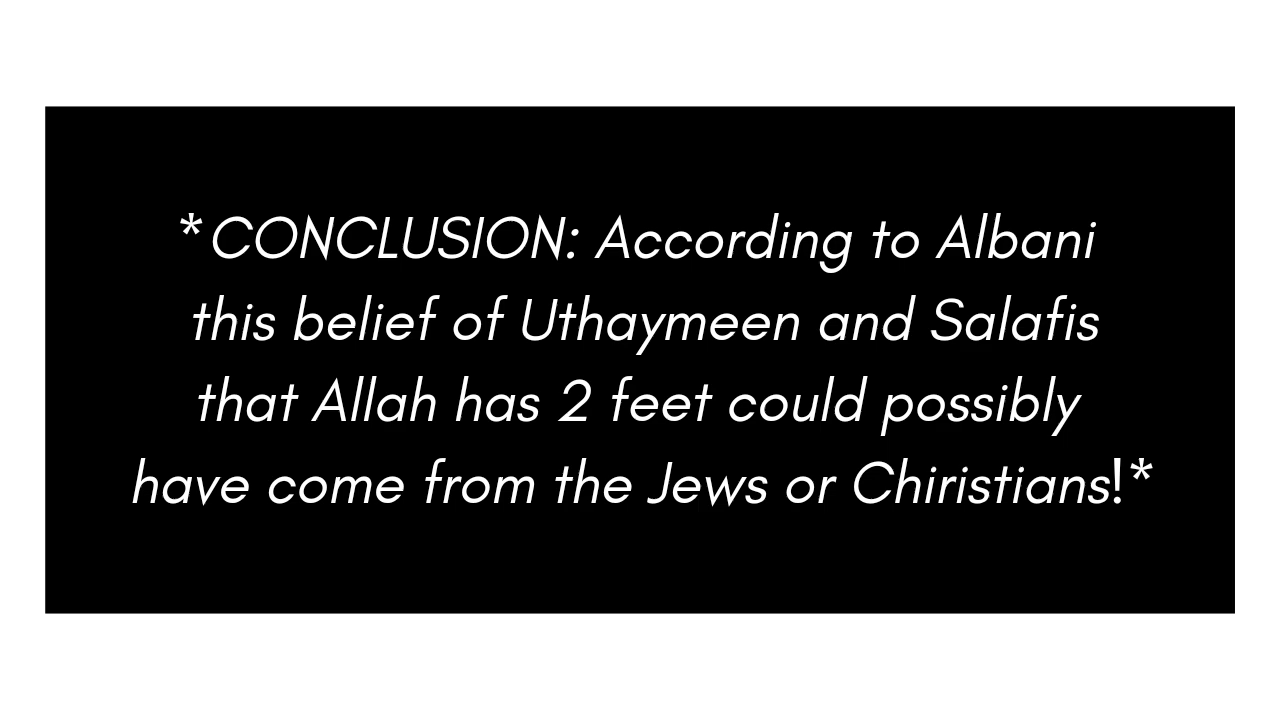 *CONCLUSION: According to Albani
this belief of Uthaymeen and Salafis
that Allah has 2 feet could possibly
have come from the Jews or Chiristians!*